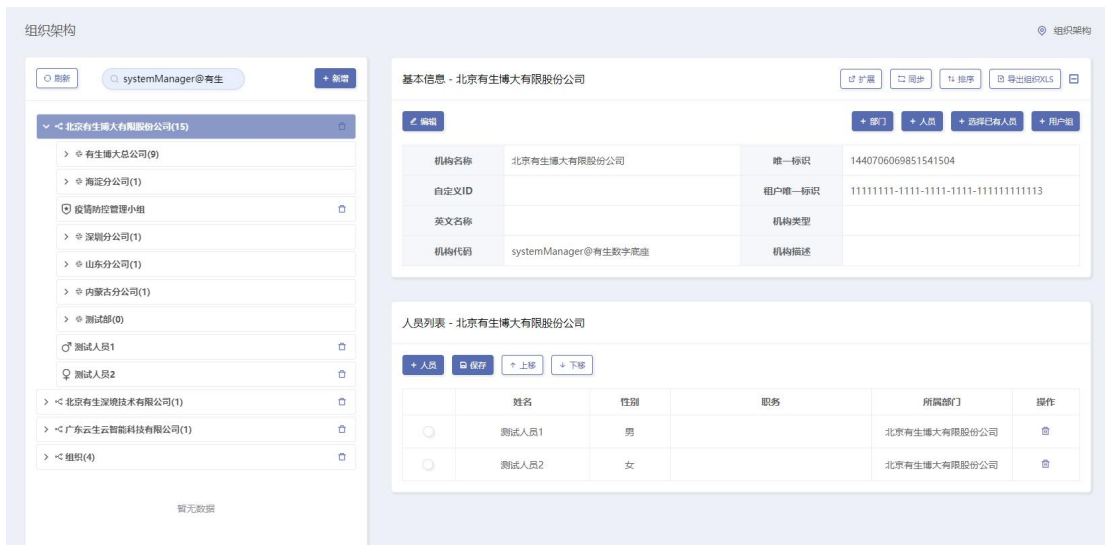 组织架构
组织架构
刷新 systemManager@有生 + 新增
北京有生博大有限股份公司(15)
有生博大总公司(9)
海淀分公司(1)
疫情防控管理小组
深圳分公司(1)
山东分公司(1)
内蒙古分公司(1)
测试部(0)
测试人员1
测试人员2
北京有生深境技术有限公司(1)
广东云生云智能科技有限公司(1)
组织(4)
暂无数据
基本信息 - 北京有生博大有限股份公司
扩展 同步 排序 导出组织XLS
编辑 + 部门 + 人员 + 选择已有人员 + 用户组
机构名称 北京有生博大有限股份公司 唯一标识 1440706069851541504
自定义ID 租户唯一标识 11111111-1111-1111-1111-111111111113
英文名称 机构类型
机构代码 systemManager@有生数字底座 机构描述
人员列表 - 北京有生博大有限股份公司
+ 人员 保存 ↑ 上移 ↓ 下移
姓名 性别 职务 所属部门 操作
测试人员1 男 北京有生博大有限股份公司
测试人员2 女 北京有生博大有限股份公司